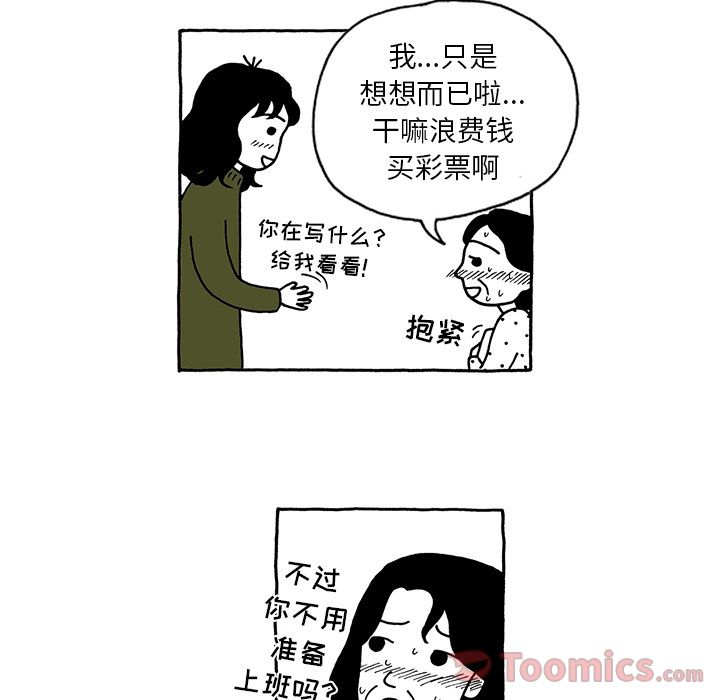 我...只是
想想而已啦...
干嘛浪费钱
买彩票啊
你在写什么?
给我看看!
抱紧
不过
你不用
准备
上班吗?
Toomics.com